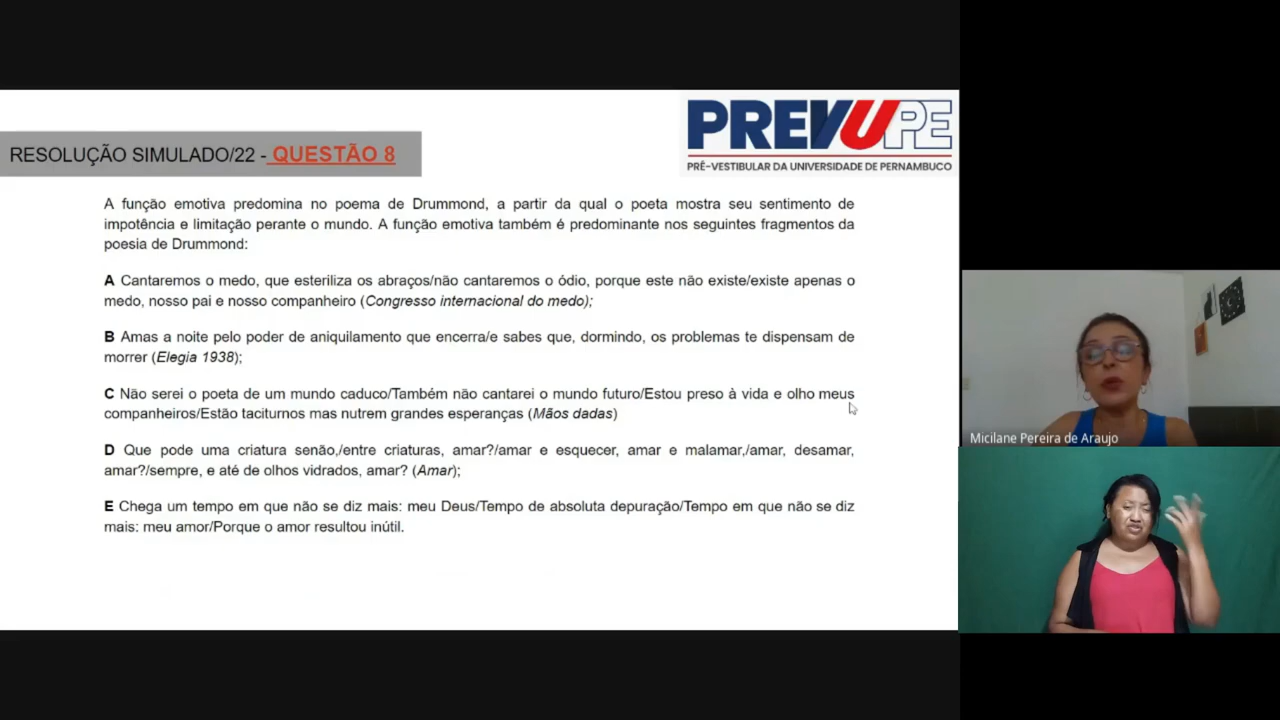 PREVUPE
PRÉ-VESTIBULAR DA UNIVERSIDADE DE PERNAMBUCO
RESOLUÇÃO SIMULADO/22 - QUESTÃO 8
A função emotiva predomina no poema de Drummond, a partir da qual o poeta mostra seu sentimento de
impotência e limitação perante o mundo. A função emotiva também é predominante nos seguintes fragmentos da
poesia de Drummond:
A Cantaremos o medo, que esteriliza os abraços/não cantaremos o ódio, porque este não existe/existe apenas o
medo, nosso pai e nosso companheiro (Congresso internacional do medo);
B Amas a noite pelo poder de aniquilamento que encerra/e sabes que, dormindo, os problemas te dispensam de
morrer (Elegia 1938);
C Não serei o poeta de um mundo caduco/Também não cantarei o mundo futuro/Estou preso à vida e olho meus
companheiros/Estão taciturnos mas nutrem grandes esperanças (Mãos dadas)
D Que pode uma criatura senão,/entre criaturas, amar?/amar e esquecer, amar e malamar,/amar, desamar,
amar?/sempre, e até de olhos vidrados, amar? (Amar);
E Chega um tempo em que não se diz mais: meu Deus/Tempo de absoluta depuração/Tempo em que não se diz
mais: meu amor/Porque o amor resultou inútil.
Micilane Pereira de Araujo